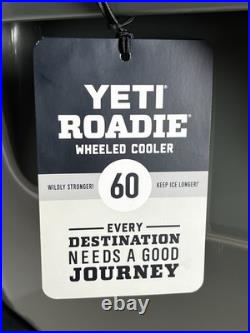 YETI
ROADIE®
WHEELED COOLER
WILDLY STRONGER! 60 KEEP ICE LONGER!
EVERY
DESTINATION
NEEDS A GOOD
JOURNEY